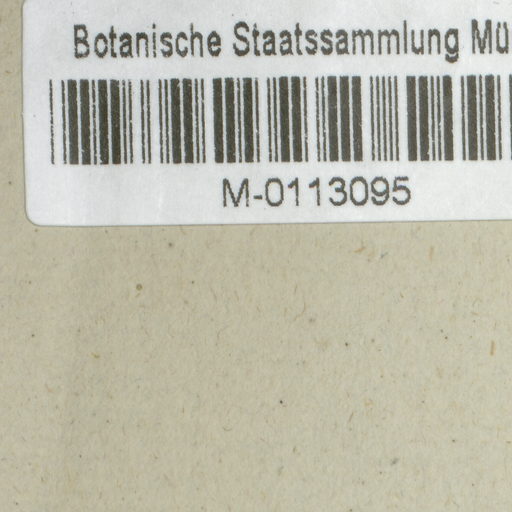 Botanische Staatssammlung Mü
M-0113095